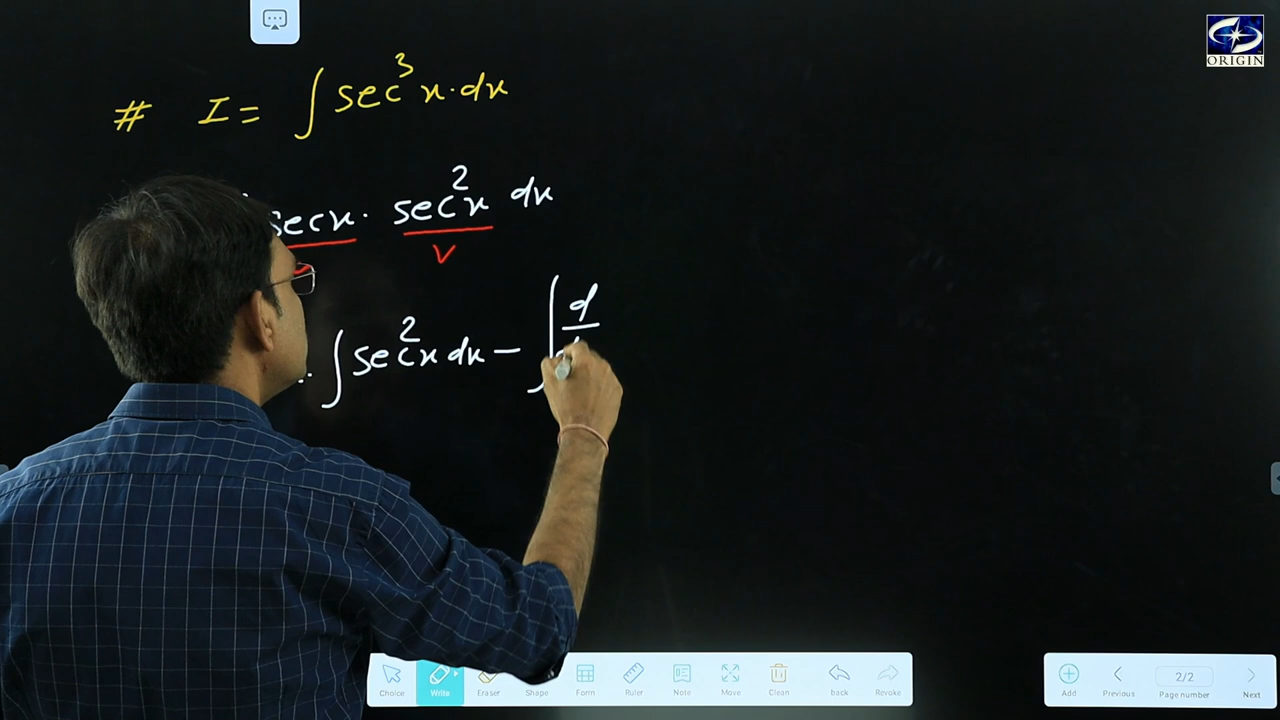 ORIGIN
# I = ∫ sec³x·dx
secx· sec²x dx
v
∫ sec²x dx − ∫ d
Choice Write Eraser Shape Form Ruler Note Move Clean back Revoke
Add Previous 2/2 Page number Next